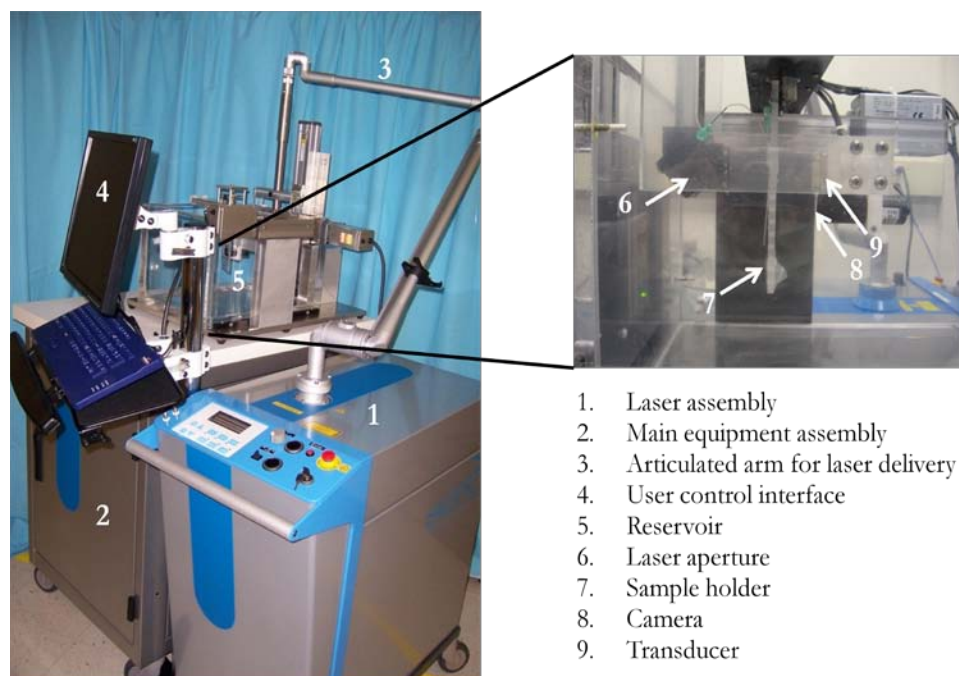 3
4
5
1
2
6
7
8
9
1. Laser assembly
2. Main equipment assembly
3. Articulated arm for laser delivery
4. User control interface
5. Reservoir
6. Laser aperture
7. Sample holder
8. Camera
9. Transducer